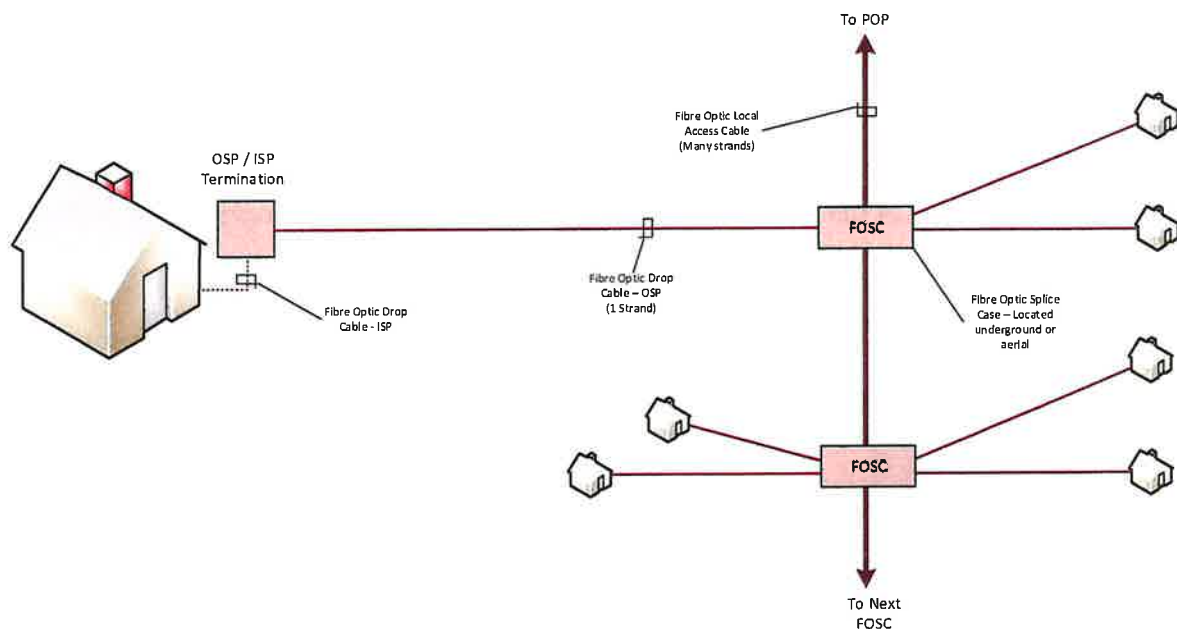 To POP
Fibre Optic Local
Access Cable
(Many strands)
OSP / ISP
Termination
FOSC
Fibre Optic Drop
Cable – OSP
(1 Strand)
Fibre Optic Splice
Case – Located
underground or
aerial
Fibre Optic Drop
Cable - ISP
FOSC
To Next
FOSC